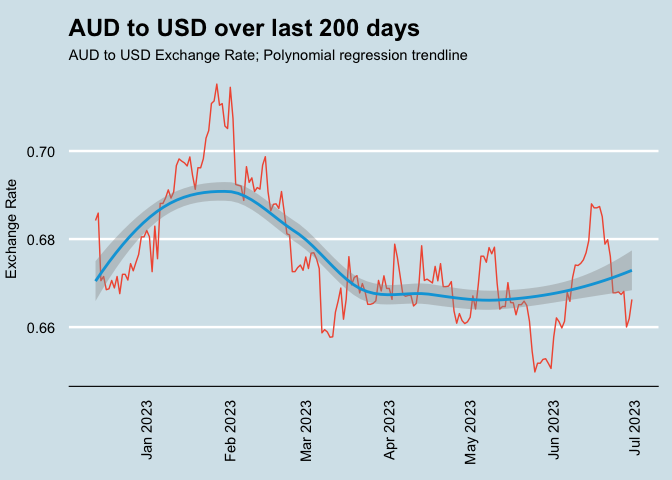 AUD to USD over last 200 days
AUD to USD Exchange Rate; Polynomial regression trendline
Exchange Rate
0.70
0.68
0.66
Jan 2023
Feb 2023
Mar 2023
Apr 2023
May 2023
Jun 2023
Jul 2023